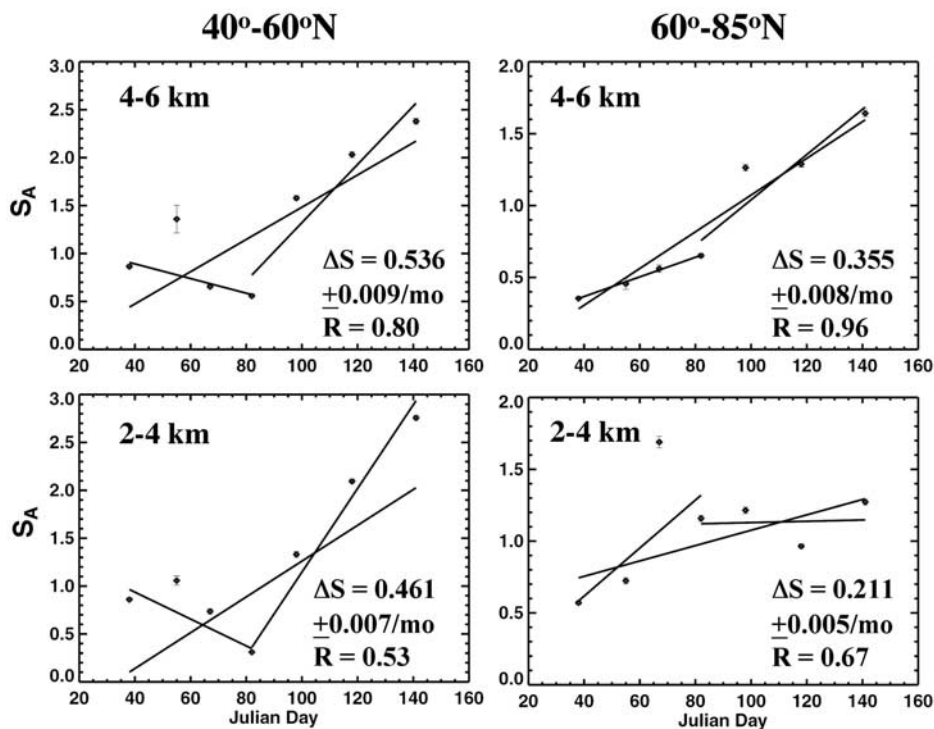 40°-60°N
60°-85°N
4-6 km
S_A
3.0
2.5
2.0
1.5
1.0
0.5
0.0
ΔS = 0.536
±0.009/mo
R = 0.80
20 40 60 80 100 120 140 160
4-6 km
2.0
1.5
1.0
0.5
0.0
ΔS = 0.355
±0.008/mo
R = 0.96
20 40 60 80 100 120 140 160
2-4 km
S_A
3.0
2.5
2.0
1.5
1.0
0.5
0.0
ΔS = 0.461
±0.007/mo
R = 0.53
20 40 60 80 100 120 140 160
Julian Day
2-4 km
2.0
1.5
1.0
0.5
0.0
ΔS = 0.211
±0.005/mo
R = 0.67
20 40 60 80 100 120 140 160
Julian Day